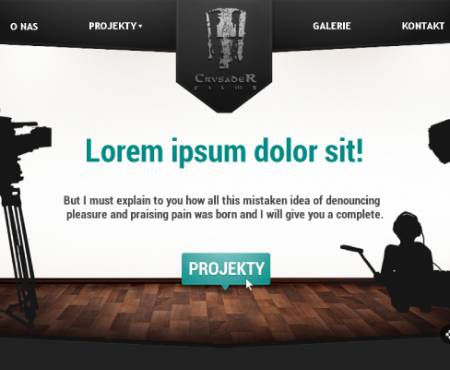 O NAS
PROJEKTY
GALERIE
KONTAKT
CRUSADER
FILMS
Lorem ipsum dolor sit!
But I must explain to you how all this mistaken idea of denouncing
pleasure and praising pain was born and I will give you a complete.
PROJEKTY